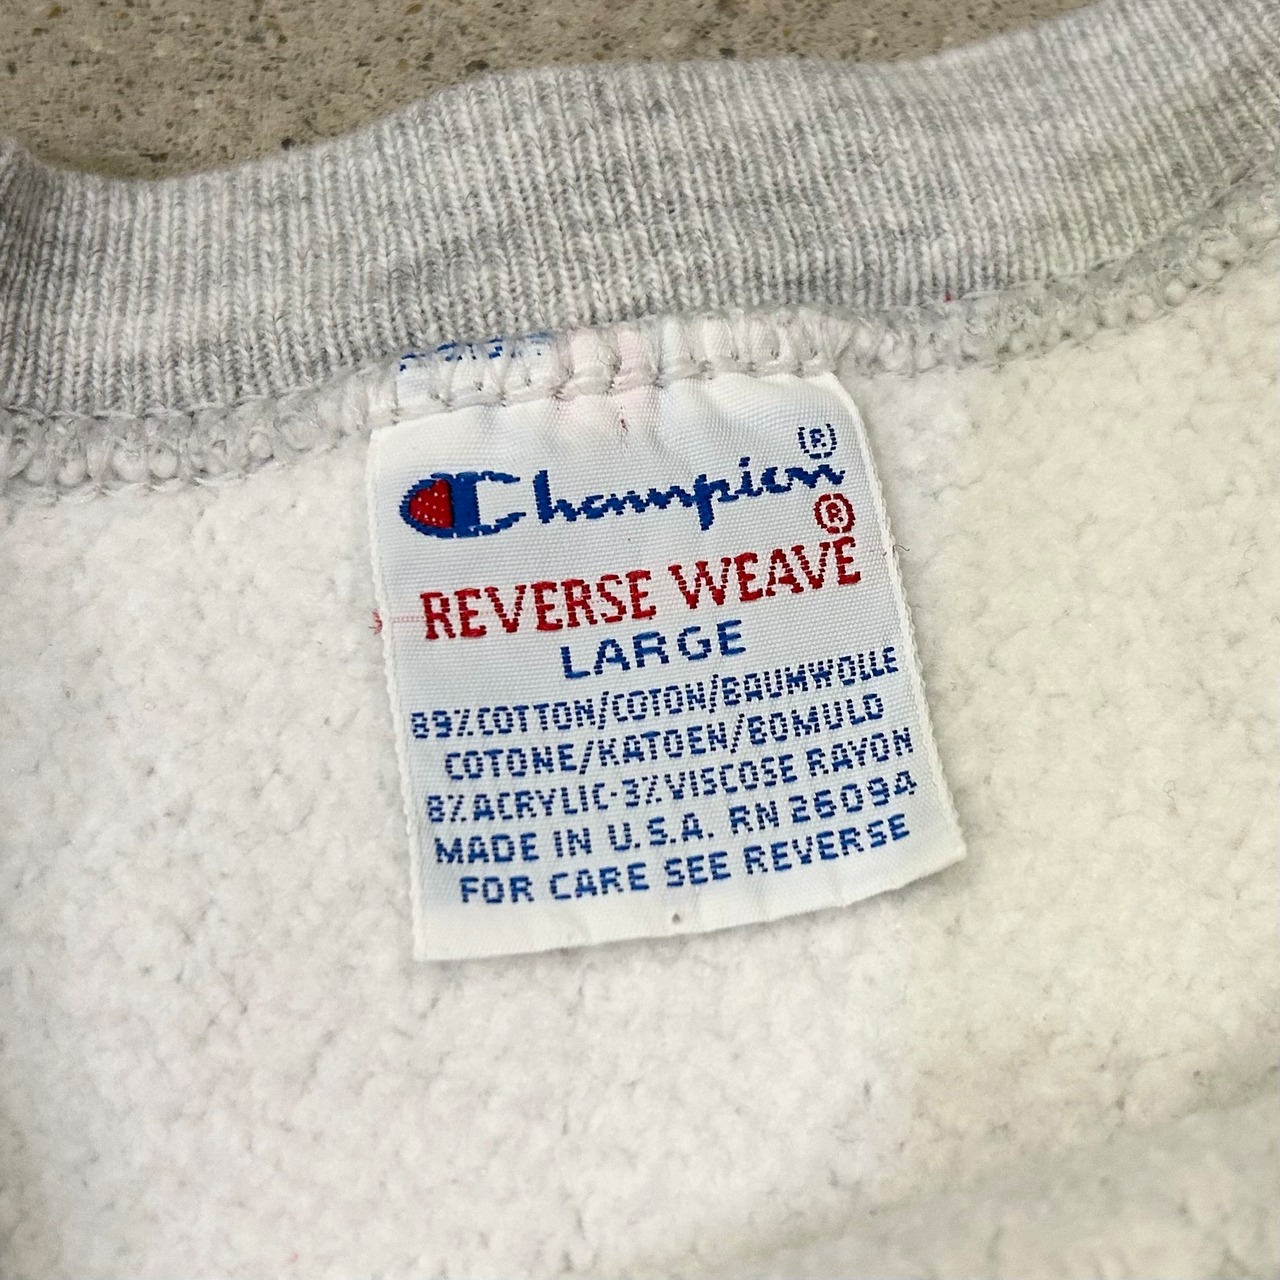 Champion®
REVERSE WEAVE®
LARGE
89%COTTON/COTON/BAUMWOLLE
COTONE/KATOEN/BOMULD
8%ACRYLIC·3%VISCOSE RAYON
MADE IN U.S.A. RN 26094
FOR CARE SEE REVERSE